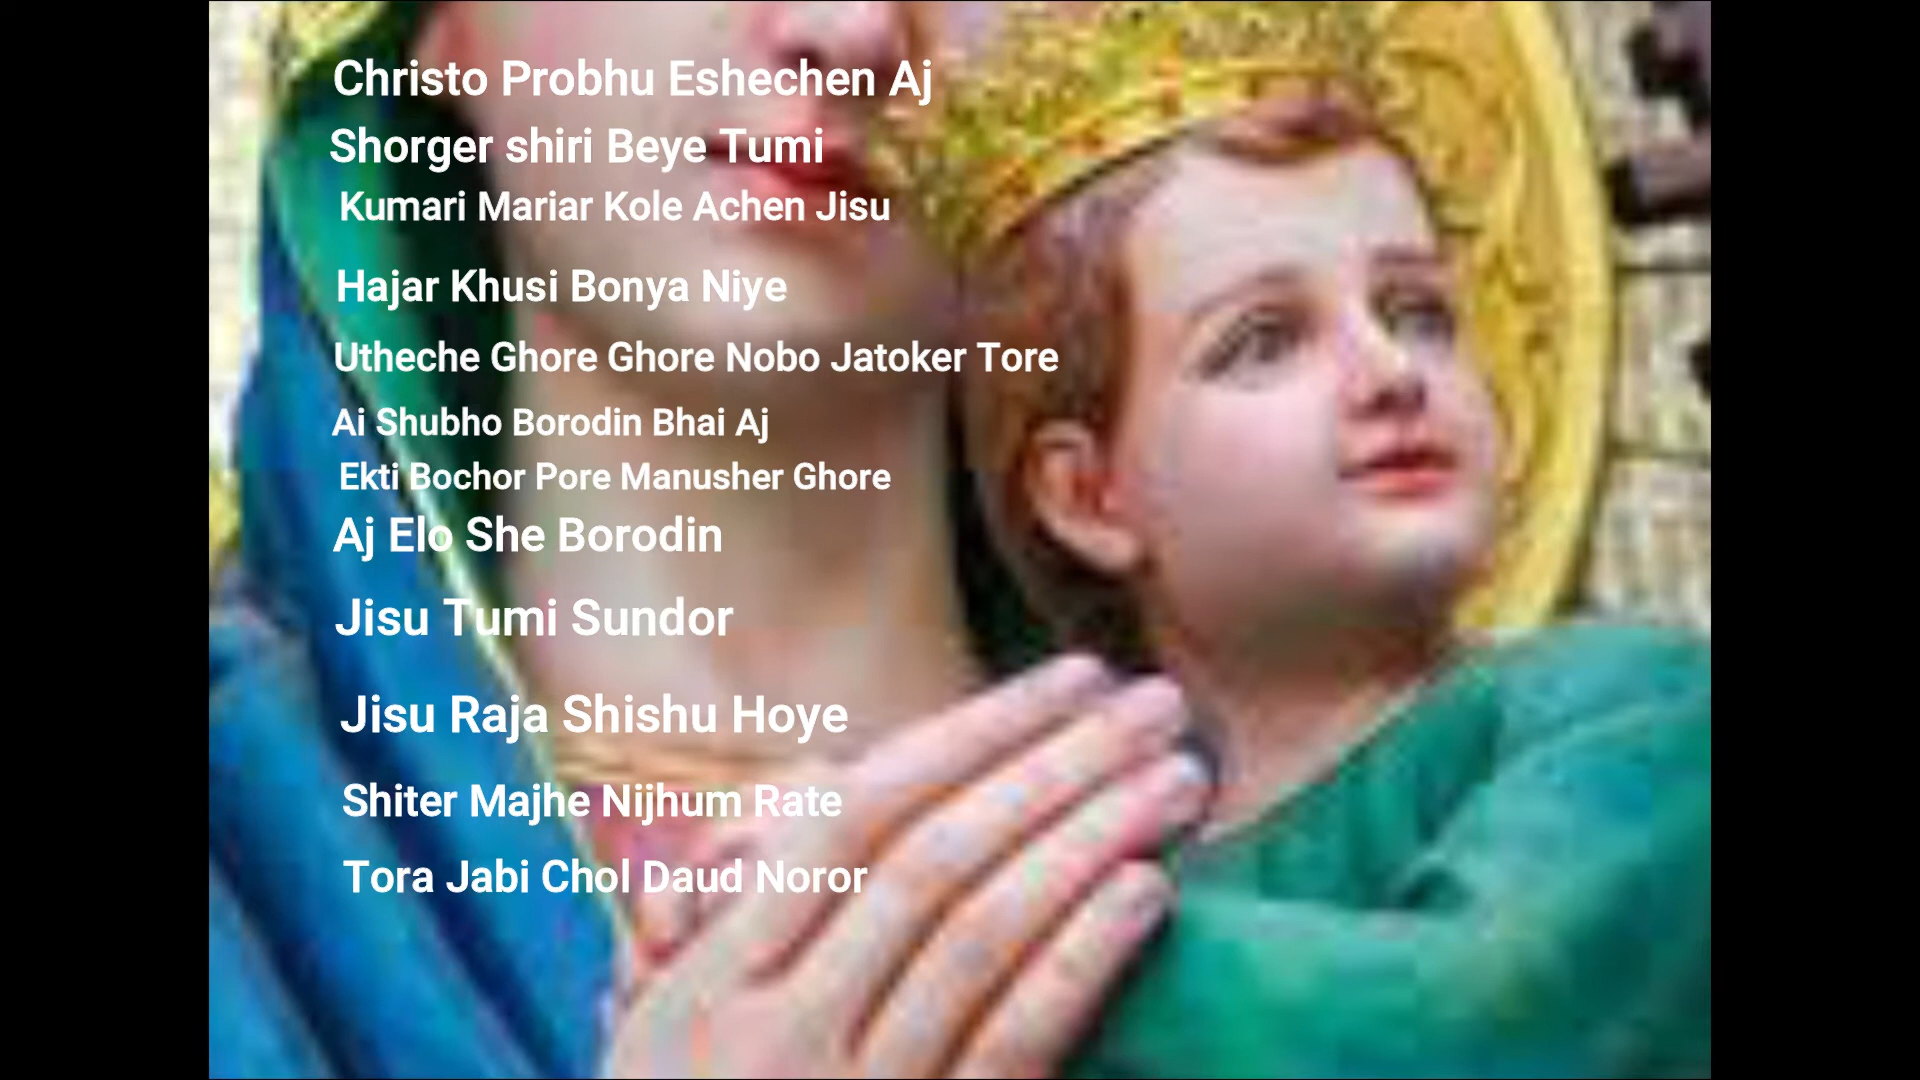 Christo Probhu Eshechen Aj
Shorger shiri Beye Tumi
Kumari Mariar Kole Achen Jisu
Hajar Khusi Bonya Niye
Utheche Ghore Ghore Nobo Jatoker Tore
Ai Shubho Borodin Bhai Aj
Ekti Bochor Pore Manusher Ghore
Aj Elo She Borodin
Jisu Tumi Sundor
Jisu Raja Shishu Hoye
Shiter Majhe Nijhum Rate
Tora Jabi Chol Daud Noror